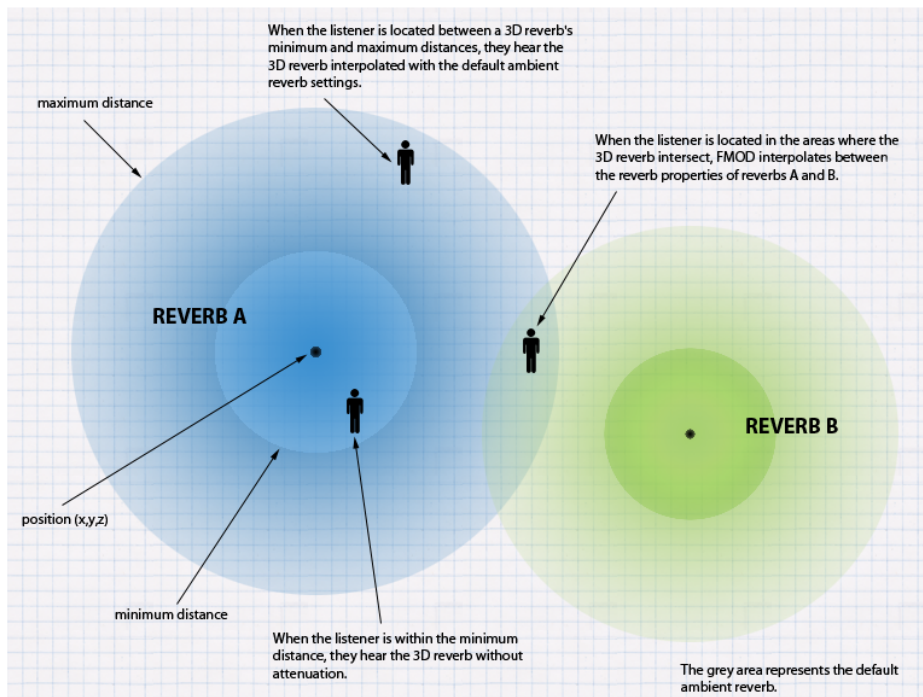 When the listener is located between a 3D reverb's
minimum and maximum distances, they hear the
3D reverb interpolated with the default ambient
reverb settings.
maximum distance
When the listener is located in the areas where the
3D reverb intersect, FMOD interpolates between
the reverb properties of reverbs A and B.
REVERB A
REVERB B
position (x,y,z)
minimum distance
When the listener is within the minimum
distance, they hear the 3D reverb without
attenuation.
The grey area represents the default
ambient reverb.